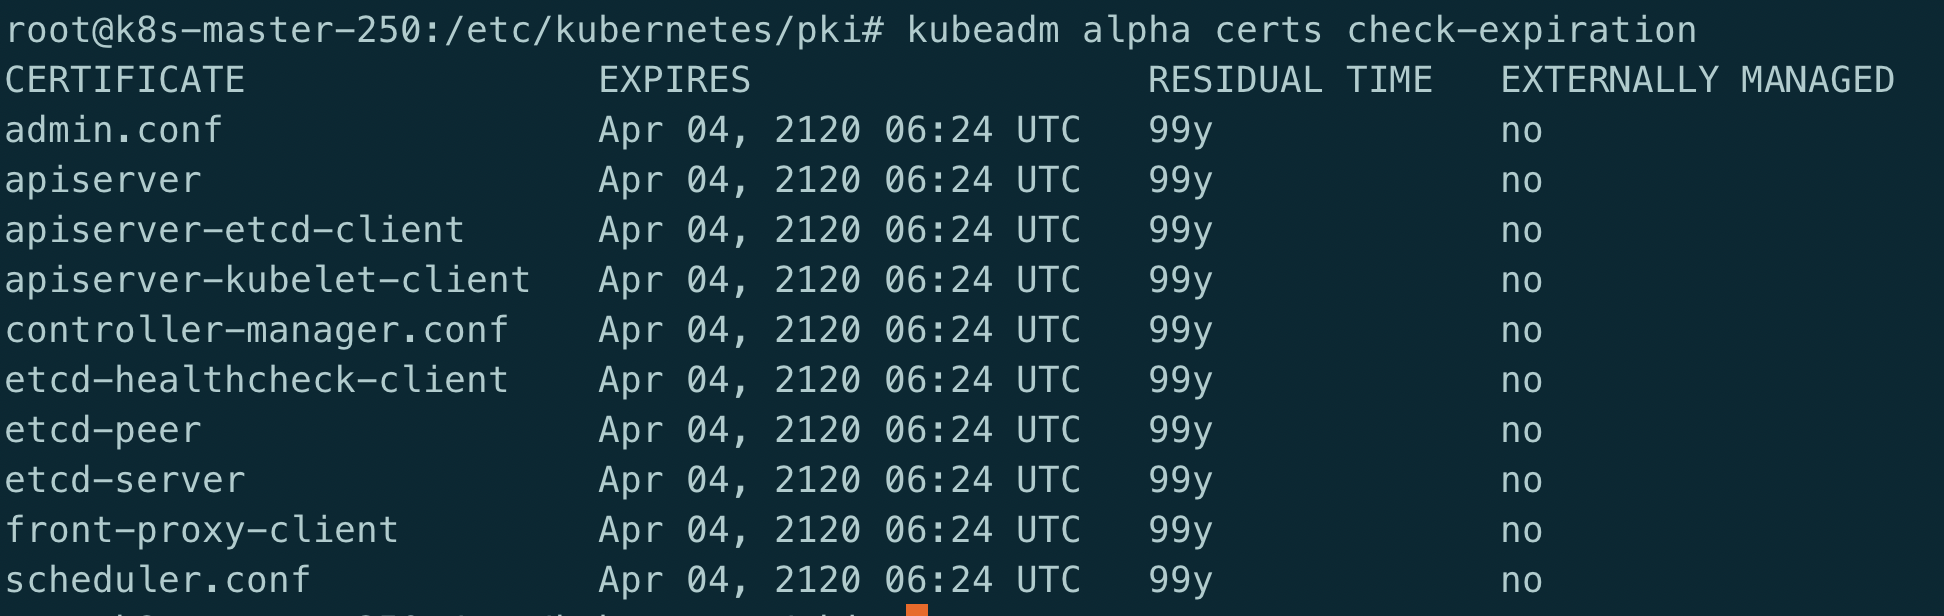 root@k8s-master-250:/etc/kubernetes/pki# kubeadm alpha certs check-expiration
CERTIFICATE                EXPIRES                  RESIDUAL TIME   EXTERNALLY MANAGED
admin.conf                 Apr 04, 2120 06:24 UTC   99y             no
apiserver                  Apr 04, 2120 06:24 UTC   99y             no
apiserver-etcd-client      Apr 04, 2120 06:24 UTC   99y             no
apiserver-kubelet-client   Apr 04, 2120 06:24 UTC   99y             no
controller-manager.conf    Apr 04, 2120 06:24 UTC   99y             no
etcd-healthcheck-client    Apr 04, 2120 06:24 UTC   99y             no
etcd-peer                  Apr 04, 2120 06:24 UTC   99y             no
etcd-server                Apr 04, 2120 06:24 UTC   99y             no
front-proxy-client         Apr 04, 2120 06:24 UTC   99y             no
scheduler.conf             Apr 04, 2120 06:24 UTC   99y             no